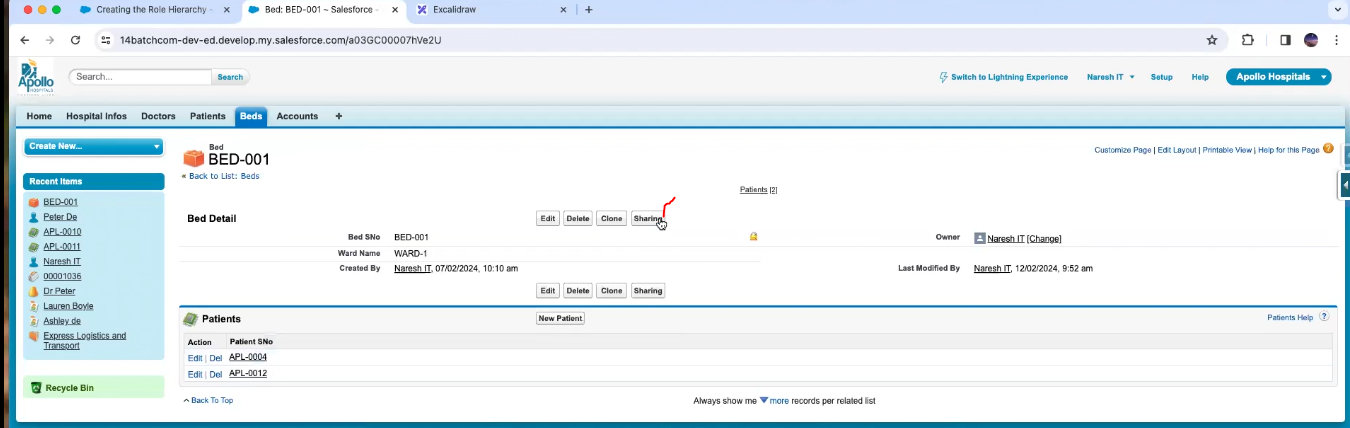 Creating the Role Hierarchy -
Bed: BED-001 ~ Salesforce -
Excalidraw
14batchcom-dev-ed.develop.my.salesforce.com/a03GC00007hVe2U
Apollo
HOSPITALS
Search...
Search
Switch to Lightning Experience
Naresh IT
Setup
Help
Apollo Hospitals
Home
Hospital Infos
Doctors
Patients
Beds
Accounts
+
Create New...
Recent Items
BED-001
Peter De
APL-0010
APL-0011
Naresh IT
00001036
Dr Peter
Lauren Boyle
Ashley de
Express Logistics and
Transport
Recycle Bin
Bed
BED-001
« Back to List: Beds
Customize Page | Edit Layout | Printable View | Help for this Page ?
Patients [2]
Bed Detail
Edit
Delete
Clone
Sharing
Bed SNo BED-001
Owner Naresh IT [Change]
Ward Name WARD-1
Created By Naresh IT, 07/02/2024, 10:10 am
Last Modified By Naresh IT, 12/02/2024, 9:52 am
Edit
Delete
Clone
Sharing
Patients
New Patient
Patients Help ?
Action Patient SNo
Edit | Del APL-0004
Edit | Del APL-0012
Back To Top
Always show me more records per related list